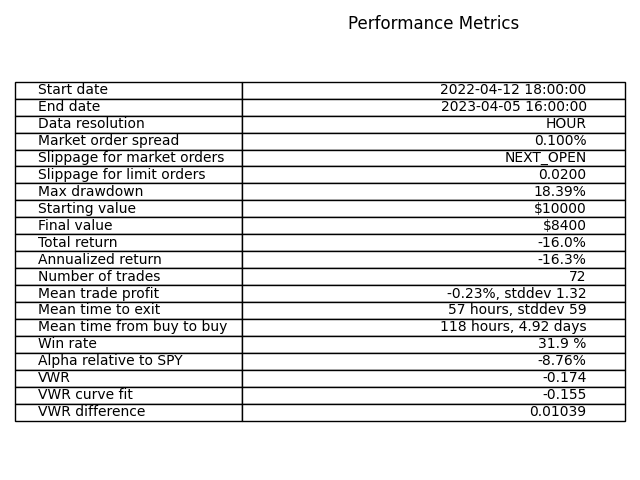 Performance Metrics
Start date 2022-04-12 18:00:00
End date 2023-04-05 16:00:00
Data resolution HOUR
Market order spread 0.100%
Slippage for market orders NEXT_OPEN
Slippage for limit orders 0.0200
Max drawdown 18.39%
Starting value $10000
Final value $8400
Total return -16.0%
Annualized return -16.3%
Number of trades 72
Mean trade profit -0.23%, stddev 1.32
Mean time to exit 57 hours, stddev 59
Mean time from buy to buy 118 hours, 4.92 days
Win rate 31.9 %
Alpha relative to SPY -8.76%
VWR -0.174
VWR curve fit -0.155
VWR difference 0.01039